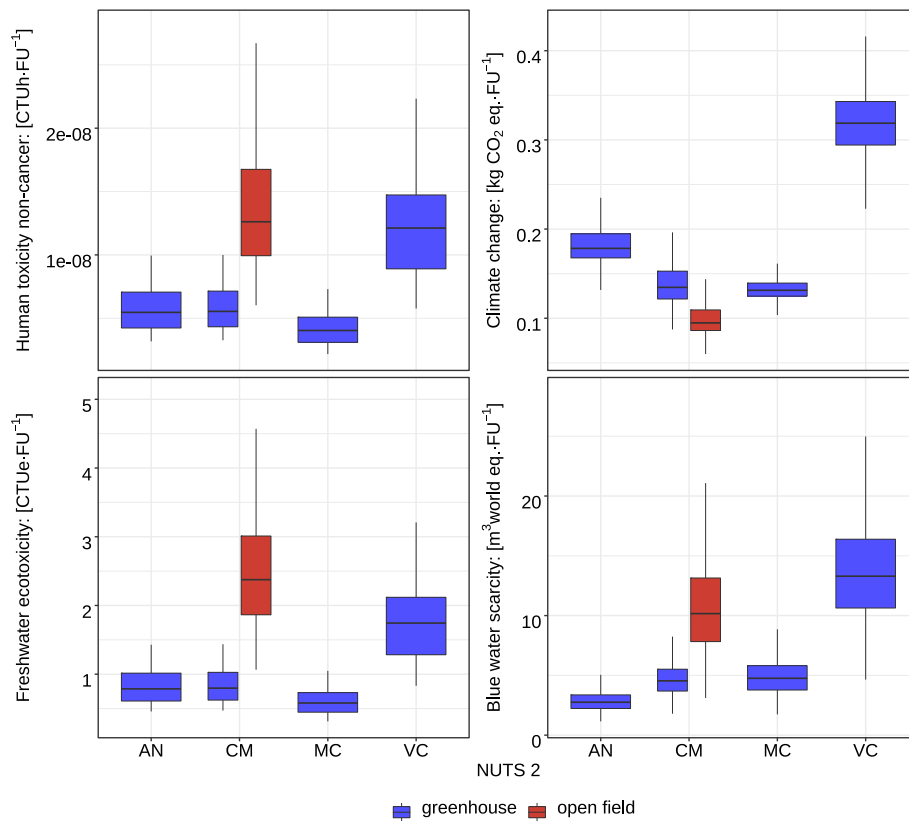 Human toxicity non-cancer: [CTUh·FU⁻¹]
2e-08
1e-08
Climate change: [kg CO₂ eq.·FU⁻¹]
0.4
0.3
0.2
0.1
Freshwater ecotoxicity: [CTUe·FU⁻¹]
5
4
3
2
1
Blue water scarcity: [m³world eq.·FU⁻¹]
20
10
0
AN CM MC VC
AN CM MC VC
NUTS 2
greenhouse open field